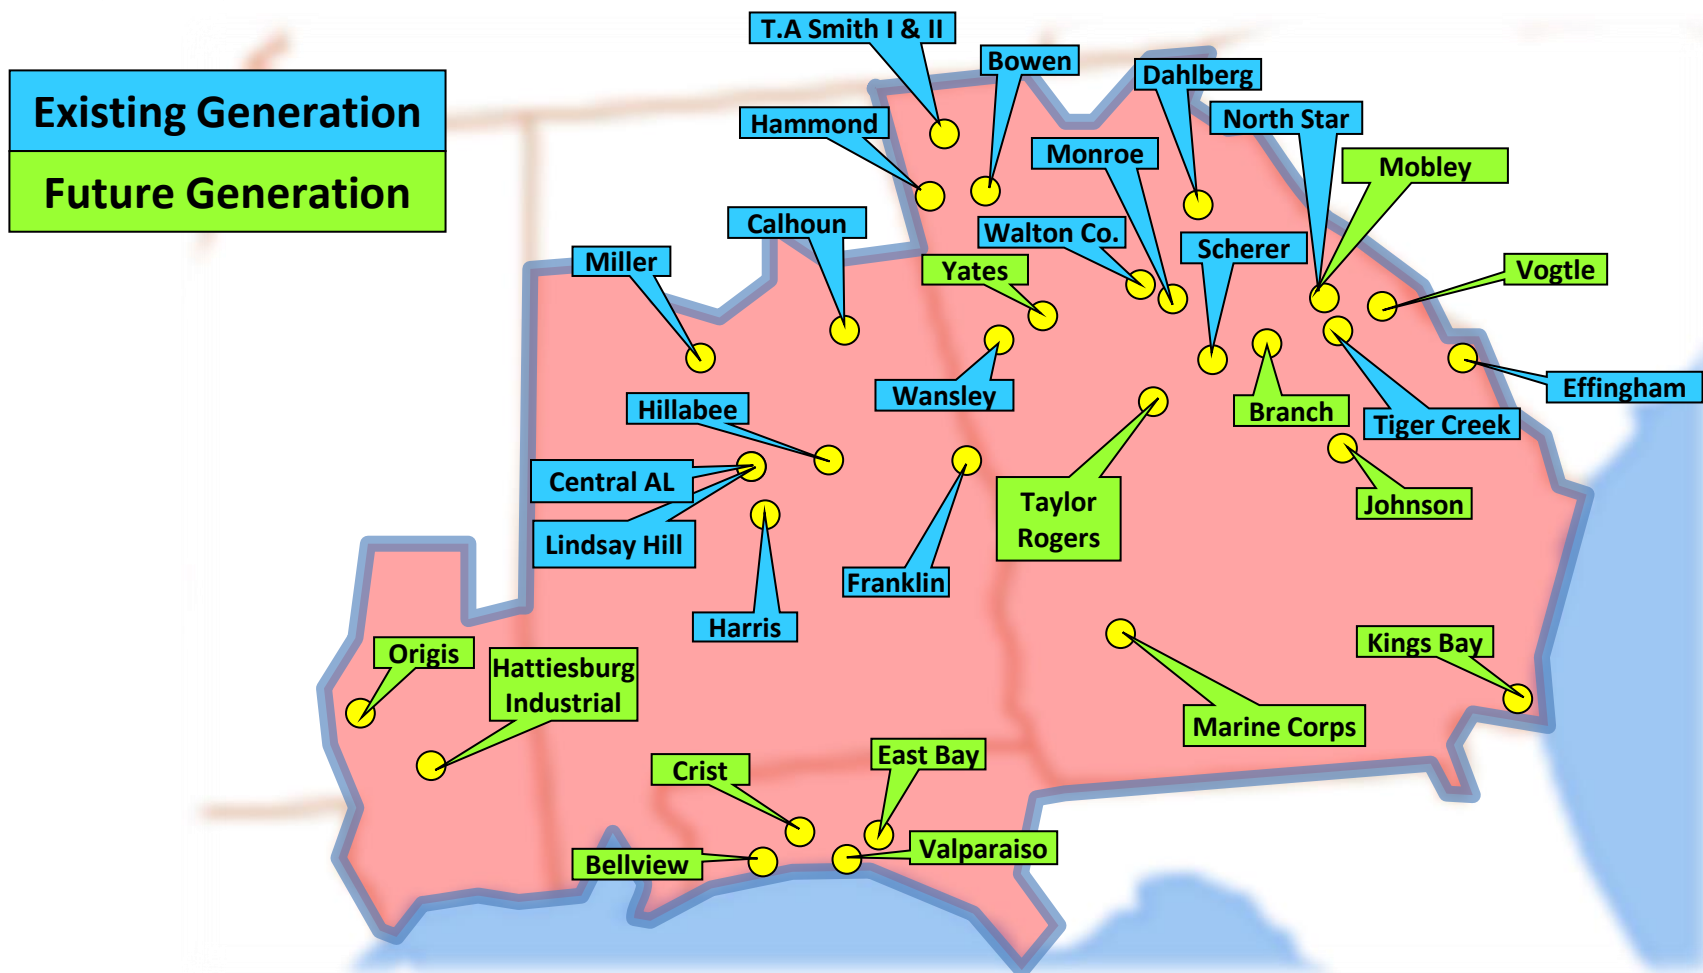 T.A Smith I & II
Bowen
Dahlberg
Existing Generation
Future Generation
Hammond
North Star
Monroe
Mobley
Calhoun
Walton Co.
Scherer
Miller
Yates
Vogtle
Wansley
Effingham
Hillabee
Branch
Tiger Creek
Central AL
Taylor
Rogers
Johnson
Lindsay Hill
Franklin
Harris
Origis
Hattiesburg
Industrial
Kings Bay
Marine Corps
Crist
East Bay
Bellview
Valparaiso